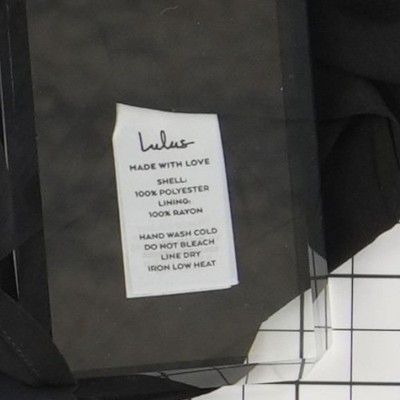 Lulus
MADE WITH LOVE
SHELL:
100% POLYESTER
LINING:
100% RAYON
HAND WASH COLD
DO NOT BLEACH
LINE DRY
IRON LOW HEAT